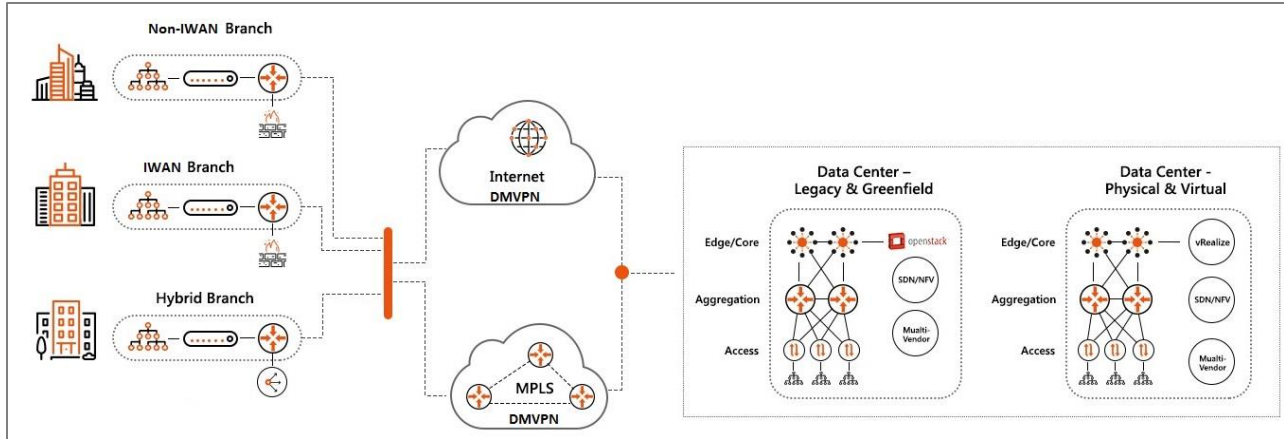 Non-IWAN Branch
IWAN Branch
Hybrid Branch
Internet
DMVPN
MPLS
DMVPN
Data Center –
Legacy & Greenfield
Edge/Core
openstack
SDN/NFV
Aggregation
Mualti-
Vendor
Access
Data Center -
Physical & Virtual
Edge/Core
vRealize
Aggregation
SDN/NFV
Access
Mualti-
Vendor